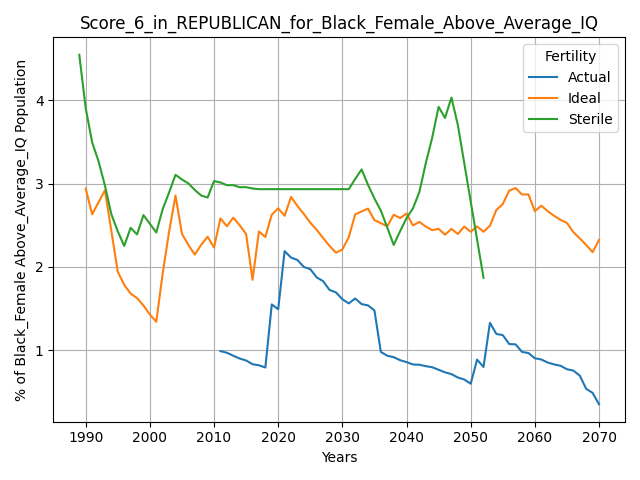 Score_6_in_REPUBLICAN_for_Black_Female_Above_Average_IQ
% of Black_Female Above_Average_IQ Population
4
3
2
1
Fertility
Actual
Ideal
Sterile
1990 2000 2010 2020 2030 2040 2050 2060 2070
Years